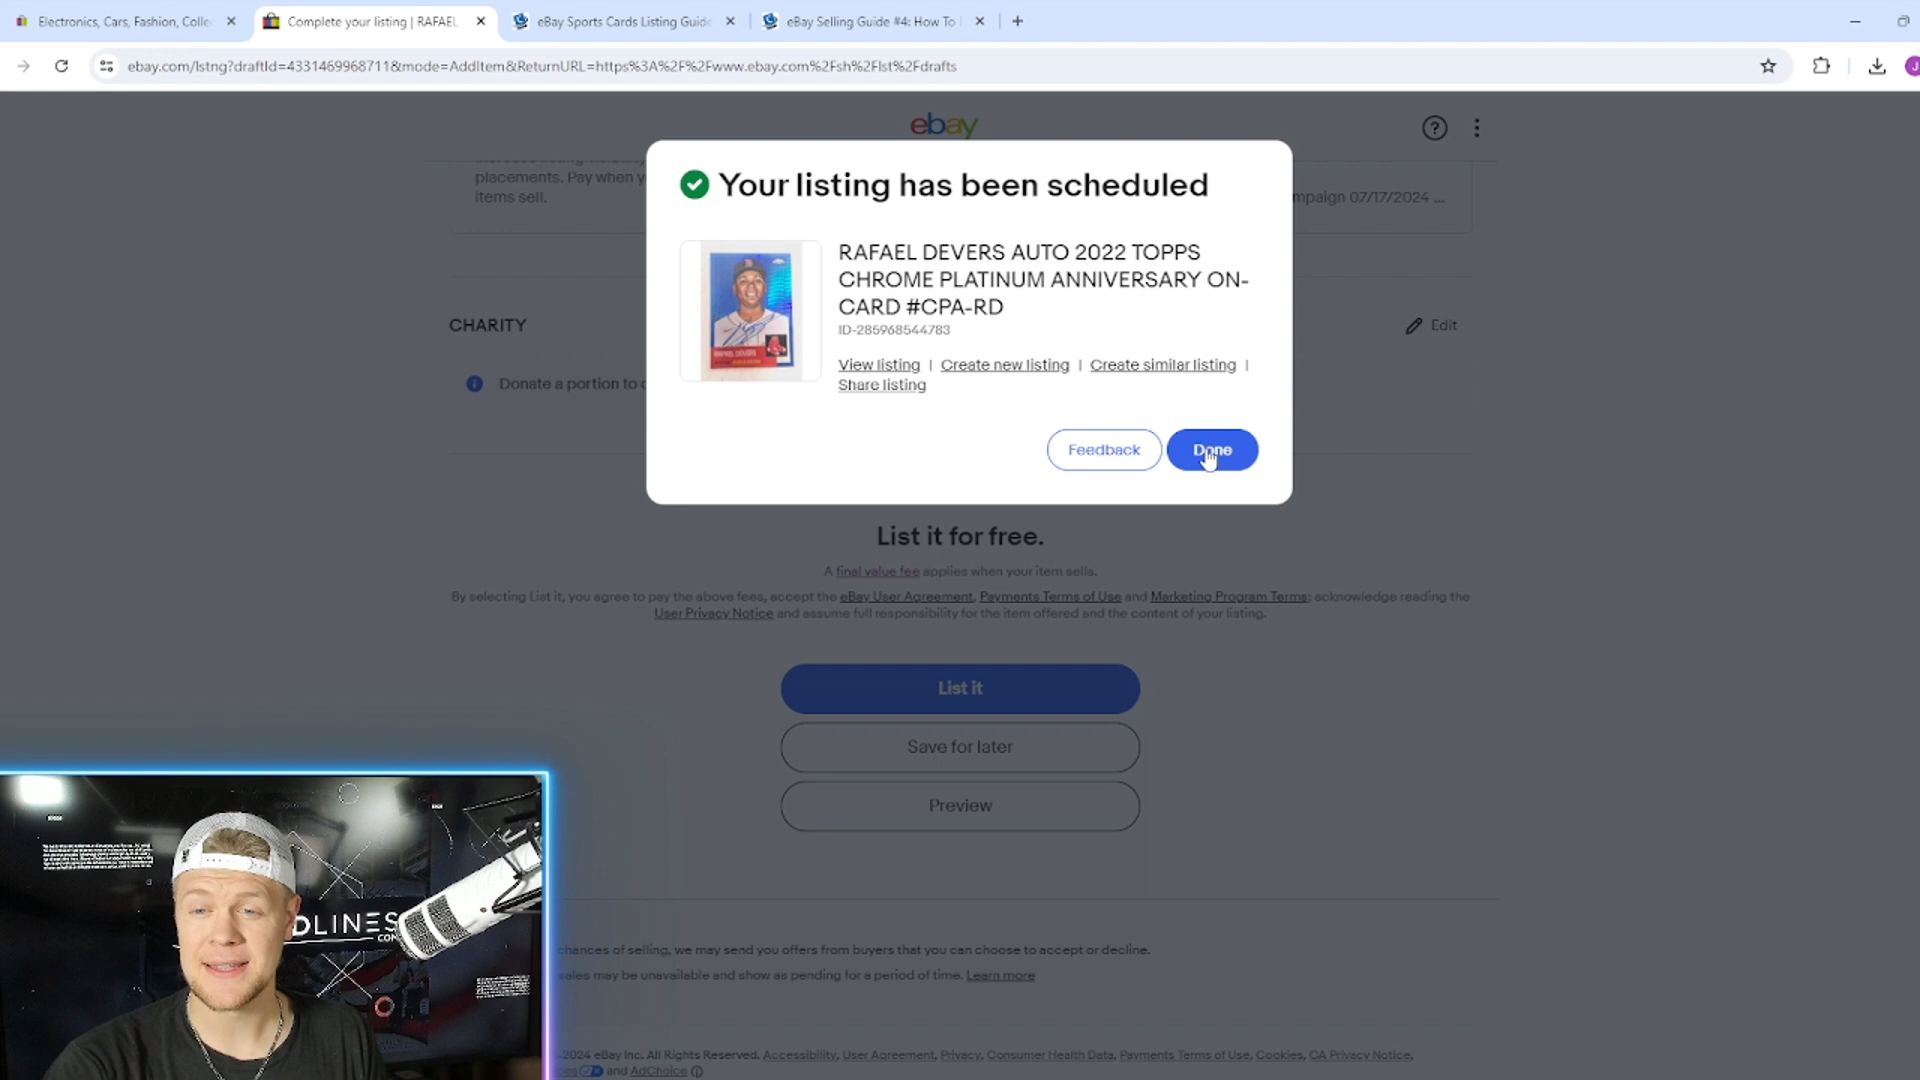 Electronics, Cars, Fashion, Colle
Complete your listing | RAFAEL
eBay Sports Cards Listing Guide
eBay Selling Guide #4: How To
ebay.com/lstng?draftId=4331469968711&mode=AddItem&ReturnURL=https%3A%2F%2Fwww.ebay.com%2Fsh%2Flst%2Fdrafts
ebay
placements. Pay when y
items sell.
mpaign 07/17/2024 ...
Your listing has been scheduled
RAFAEL DEVERS AUTO 2022 TOPPS
CHROME PLATINUM ANNIVERSARY ON-
CARD #CPA-RD
ID-285968544783
View listing | Create new listing | Create similar listing |
Share listing
RAFAEL DEVERS
Feedback
Done
CHARITY
Edit
Donate a portion to c
List it for free.
A final value fee applies when your item sells.
By selecting List it, you agree to pay the above fees, accept the eBay User Agreement, Payments Terms of Use and Marketing Program Terms; acknowledge reading the
User Privacy Notice and assume full responsibility for the item offered and the content of your listing.
List it
Save for later
Preview
DLINES
chances of selling, we may send you offers from buyers that you can choose to accept or decline.
sales may be unavailable and show as pending for a period of time. Learn more
2024 eBay Inc. All Rights Reserved. Accessibility, User Agreement, Privacy, Consumer Health Data, Payments Terms of Use, Cookies, CA Privacy Notice,
and AdChoice